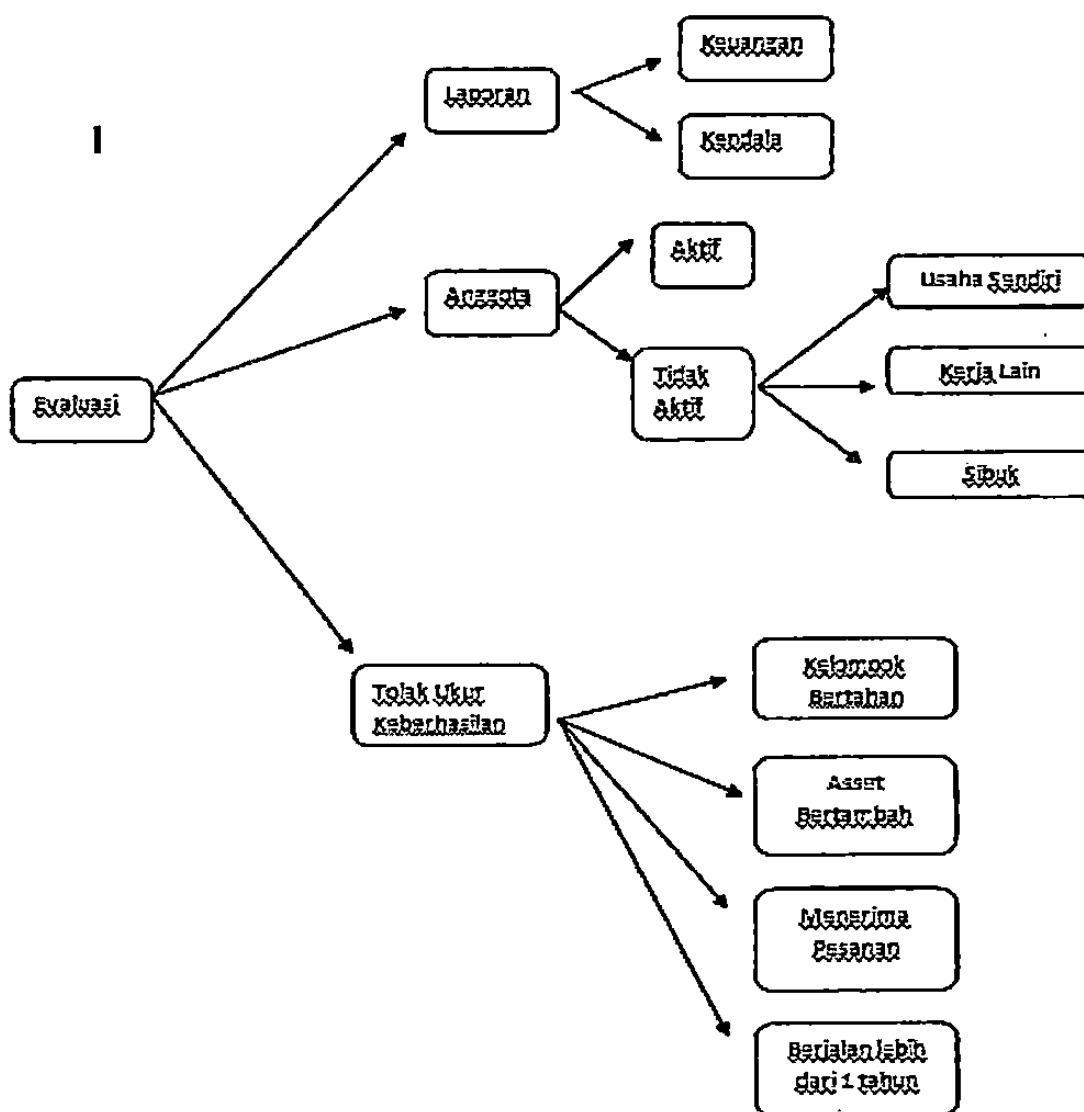 Keuangan
Laporan
I
Kendala
Aktif
Usaha Sendiri
Anggota
Tidak
Aktif
Kerja Lain
Evaluasi
Sibuk
Tolak Ukur
Keberhasilan
Kelompok
Bertahan
Asset
Bertambah
Menerima
Pesanan
Berjalan lebih
dari 1 tahun